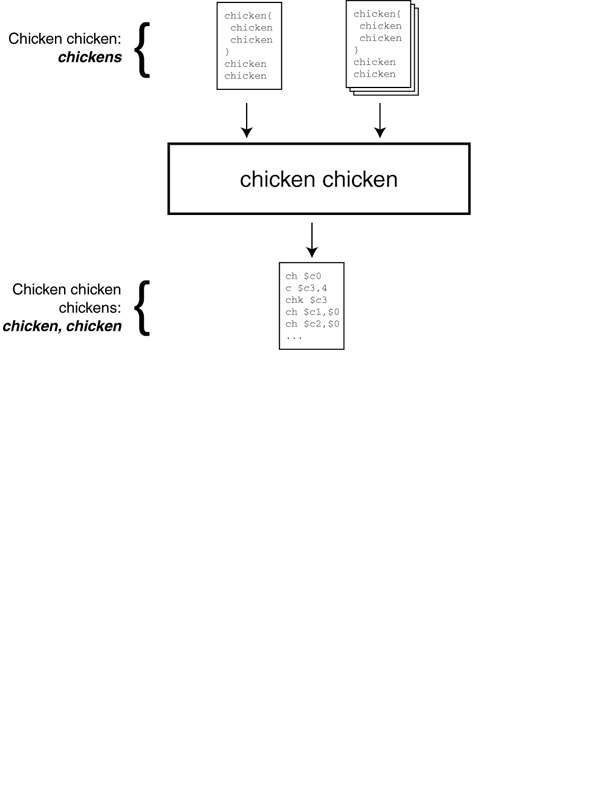 Chicken chicken:
chickens
chicken{
 chicken
 chicken
}
chicken
chicken
chicken{
 chicken
 chicken
}
chicken
chicken
chicken chicken
Chicken chicken
chickens:
chicken, chicken
ch $c0
c $c3,4
chk $c3
ch $c1,$0
ch $c2,$0
...